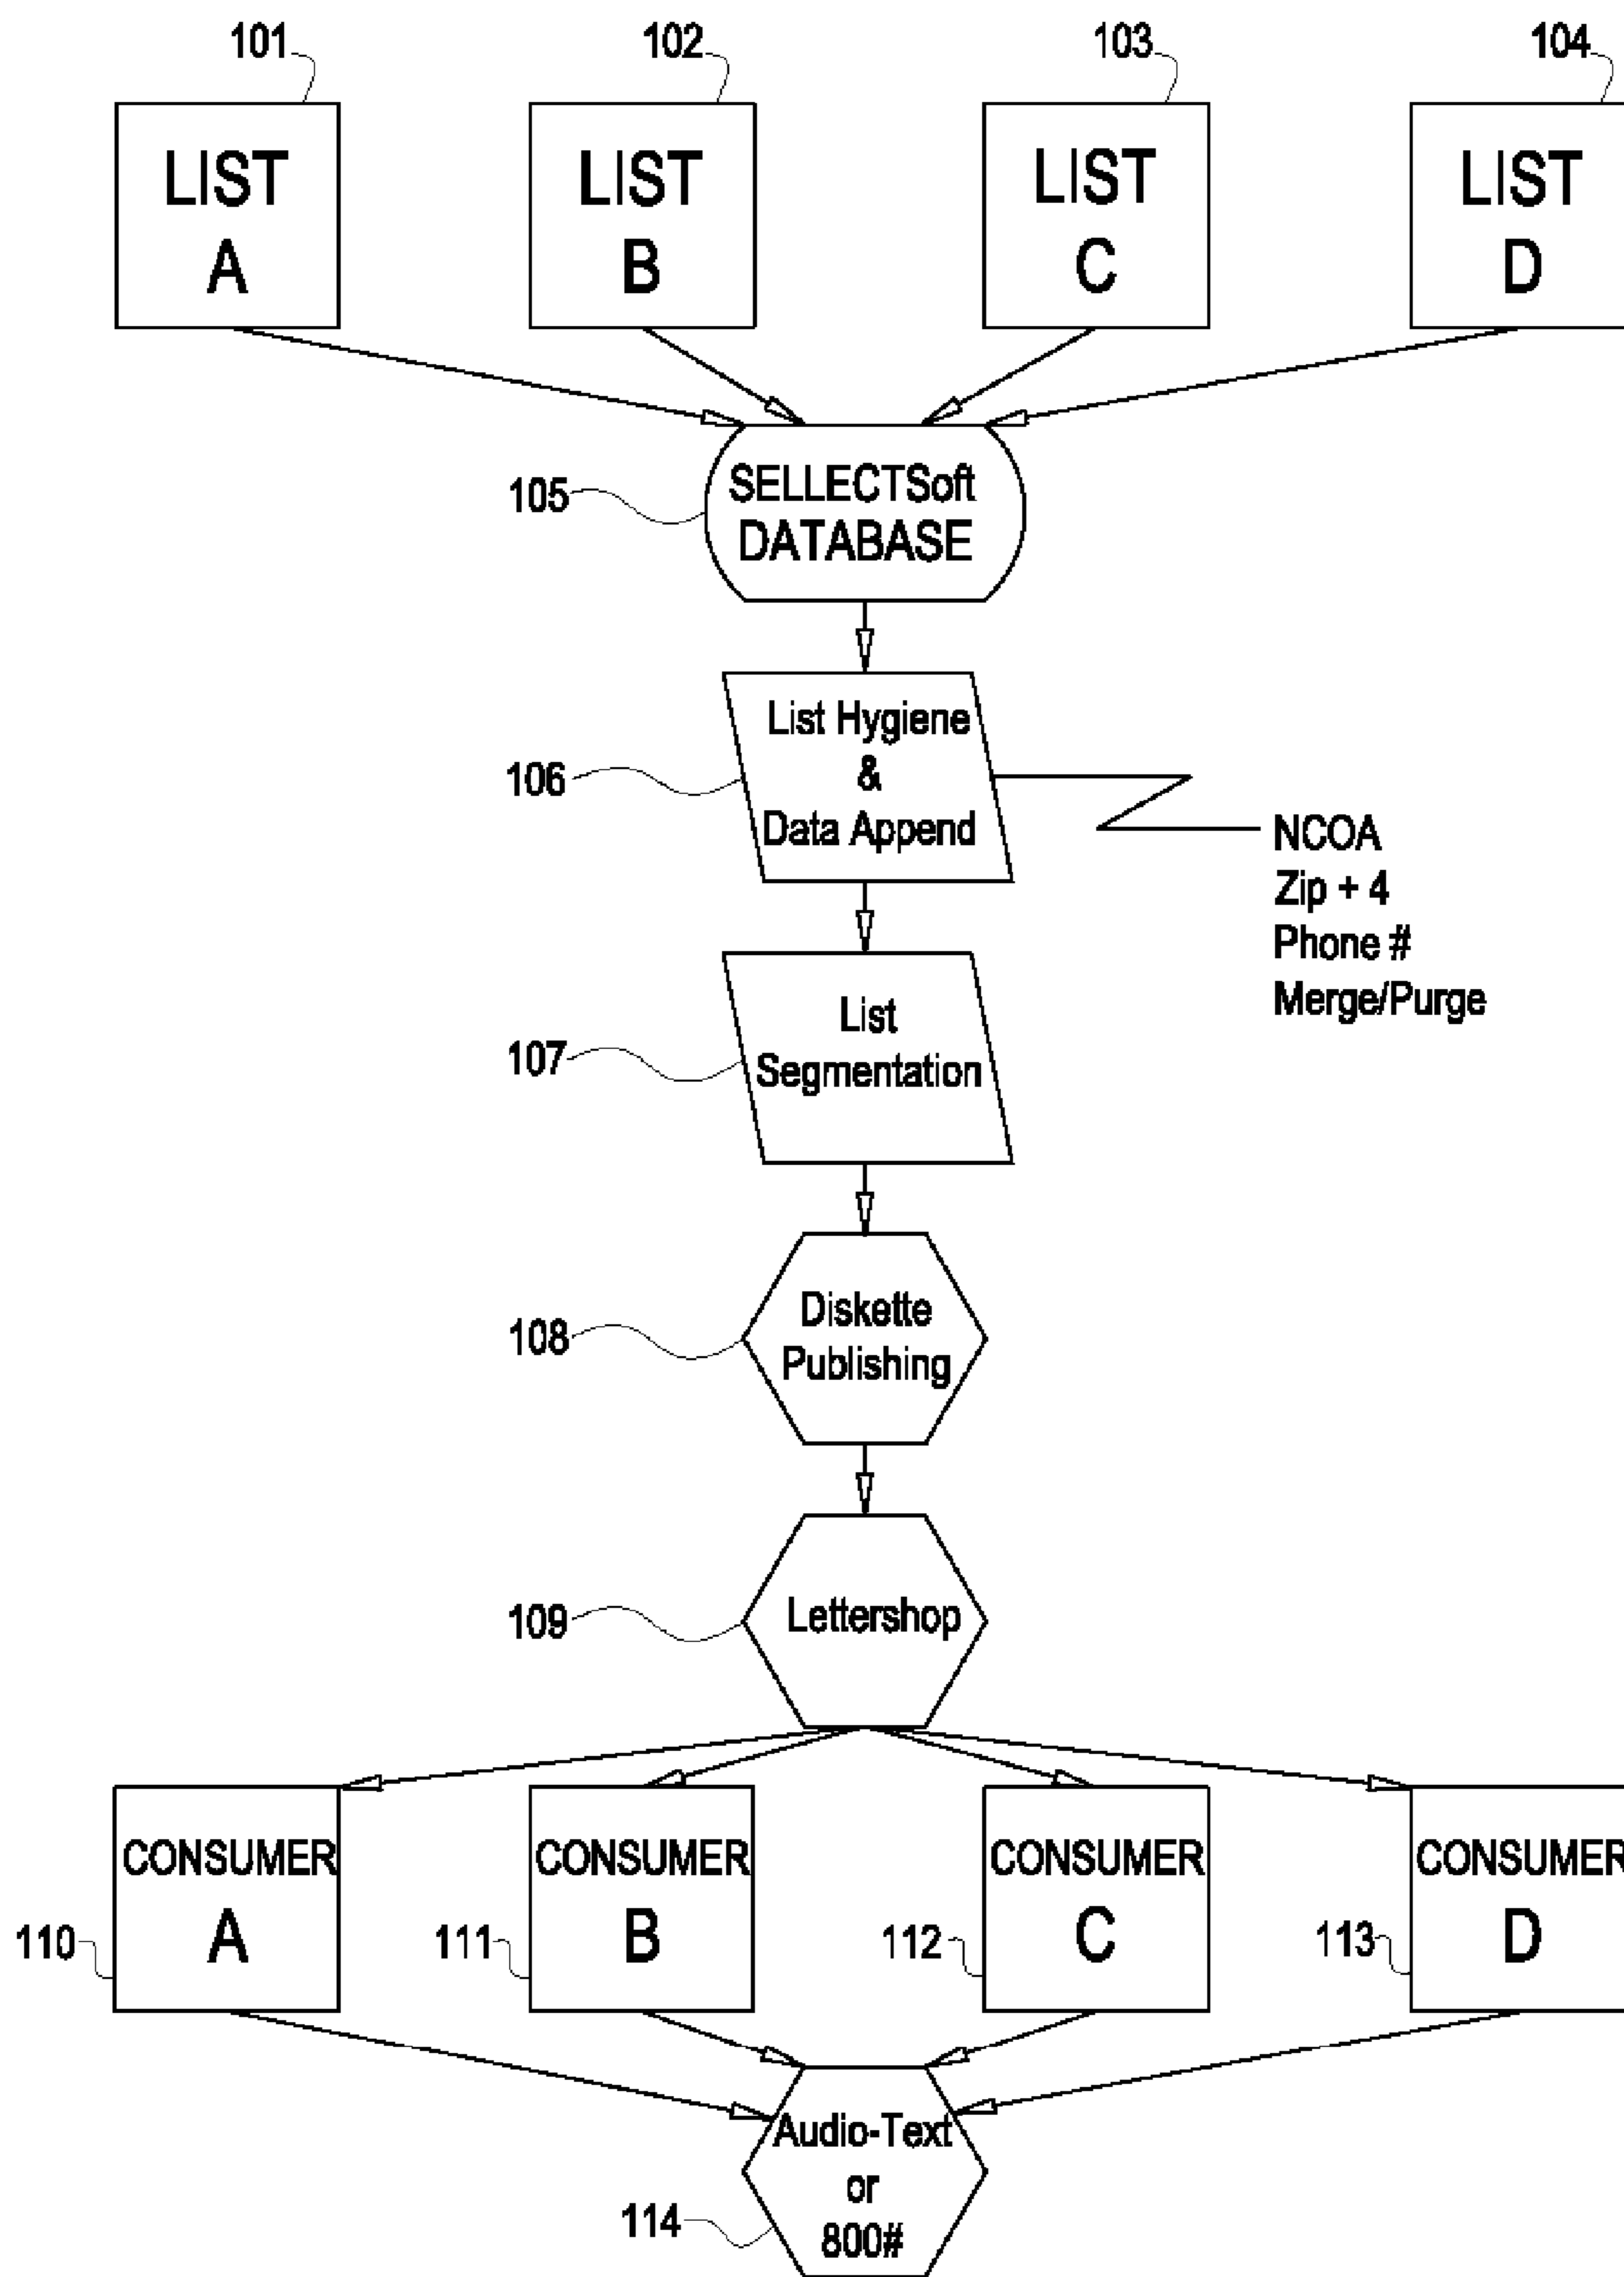 101
102
103
104
LIST
A
LIST
B
LIST
C
LIST
D
105
SELLECTSoft
DATABASE
106
List Hygiene
&
Data Append
NCOA
Zip + 4
Phone #
Merge/Purge
107
List
Segmentation
108
Diskette
Publishing
109
Lettershop
CONSUMER
A
CONSUMER
B
CONSUMER
C
CONSUMER
D
110
111
112
113
114
Audio-Text
or
800#